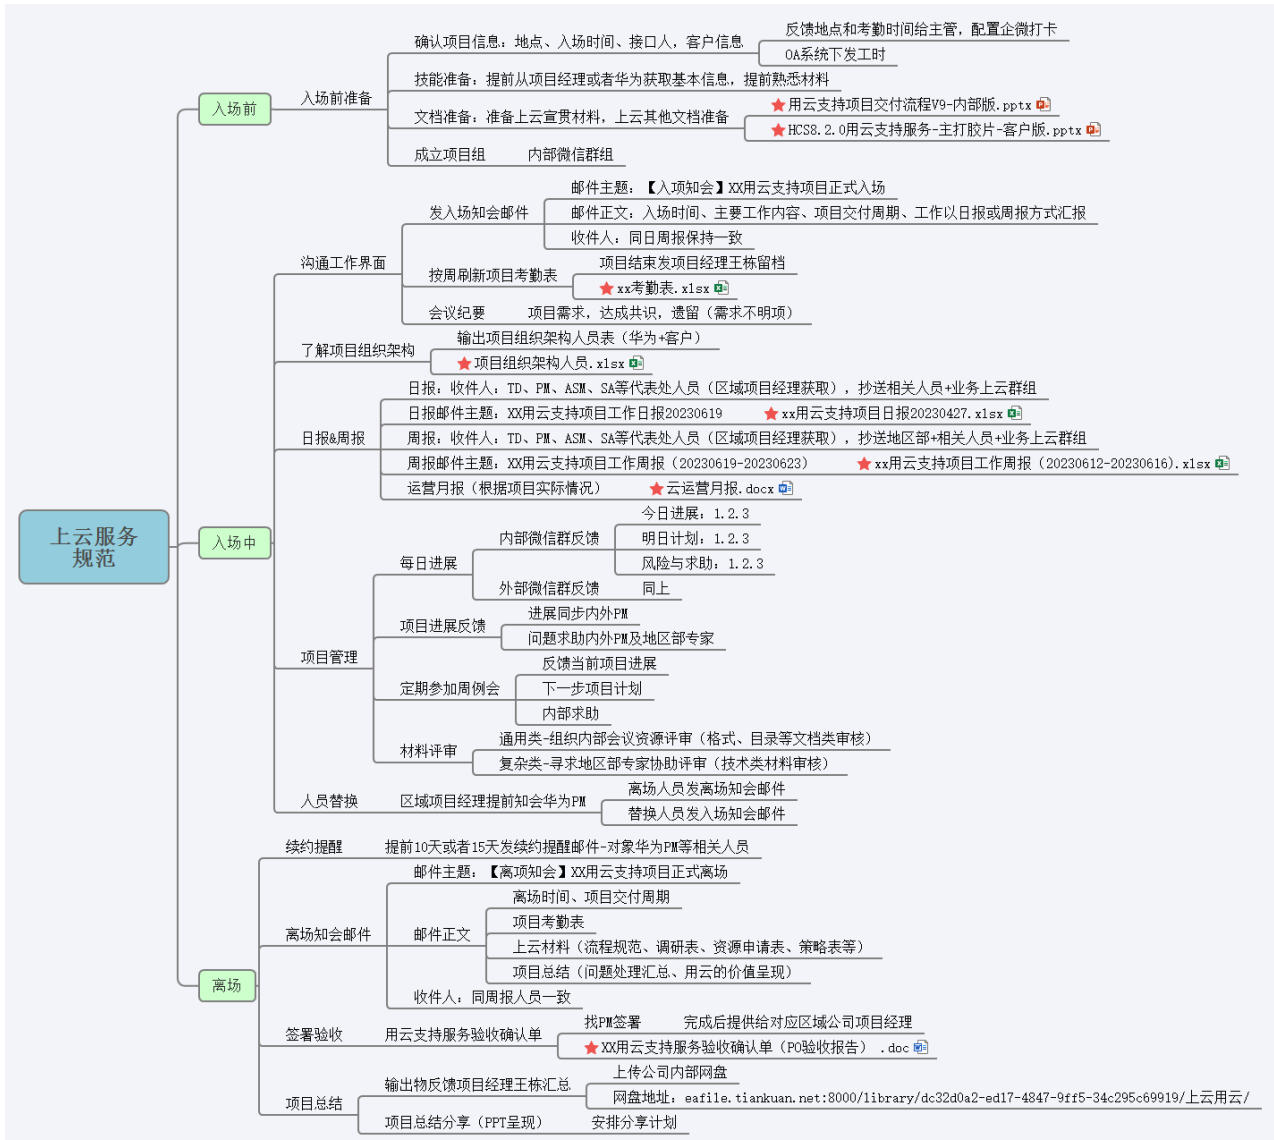 反馈地点和考勤时间给主管，配置企微打卡
确认项目信息：地点、入场时间、接口人，客户信息
OA系统下发工时
技能准备：提前从项目经理或者华为获取基本信息，提前熟悉材料
入场前
入场前准备
用云支持项目交付流程V9-内部版.pptx
文档准备：准备上云宣贯材料，上云其他文档准备
HCS8.2.0用云支持服务-主打胶片-客户版.pptx
成立项目组
内部微信群组
邮件主题：【入项知会】XX用云支持项目正式入场
发入场知会邮件
邮件正文：入场时间、主要工作内容、项目交付周期、工作以日报或周报方式汇报
收件人：同日周报保持一致
沟通工作界面
项目结束发项目经理王栋留档
按周刷新项目考勤表
xx考勤表.xlsx
会议纪要
项目需求，达成共识，遗留（需求不明项）
输出项目组织架构人员表（华为+客户）
了解项目组织架构
项目组织架构人员.xlsx
日报：收件人：TD、PM、ASM、SA等代表处人员（区域项目经理获取），抄送相关人员+业务上云群组
日报邮件主题：XX用云支持项目工作日报20230619
xx用云支持项目日报20230427.xlsx
日报&周报
周报：收件人：TD、PM、ASM、SA等代表处人员（区域项目经理获取），抄送地区部+相关人员+业务上云群组
周报邮件主题：XX用云支持项目工作周报（20230619-20230623）
xx用云支持项目工作周报（20230612-20230616).xlsx
运营月报（根据项目实际情况）
云运营月报.docx
上云服务
规范
入场中
今日进展：1.2.3
内部微信群反馈
明日计划：1.2.3
每日进展
风险与求助：1.2.3
外部微信群反馈
同上
进展同步内外PM
项目进展反馈
问题求助内外PM及地区部专家
项目管理
反馈当前项目进展
定期参加周例会
下一步项目计划
内部求助
通用类-组织内部会议资源评审（格式、目录等文档类审核）
材料评审
复杂类-寻求地区部专家协助评审（技术类材料审核）
离场人员发离场知会邮件
人员替换
区域项目经理提前知会华为PM
替换人员发入场知会邮件
续约提醒
提前10天或者15天发续约提醒邮件-对象华为PM等相关人员
邮件主题：【离项知会】XX用云支持项目正式离场
离场时间、项目交付周期
项目考勤表
离场知会邮件
邮件正文
上云材料（流程规范、调研表、资源申请表、策略表等）
项目总结（问题处理汇总、用云的价值呈现）
离场
收件人：同周报人员一致
找PM签署
完成后提供给对应区域公司项目经理
签署验收
用云支持服务验收确认单
XX用云支持服务验收确认单（PO验收报告） .doc
上传公司内部网盘
输出物反馈项目经理王栋汇总
网盘地址：eafile.tiankuan.net:8000/library/dc32d0a2-ed17-4847-9ff5-34c295c69919/上云用云/
项目总结
项目总结分享（PPT呈现）
安排分享计划